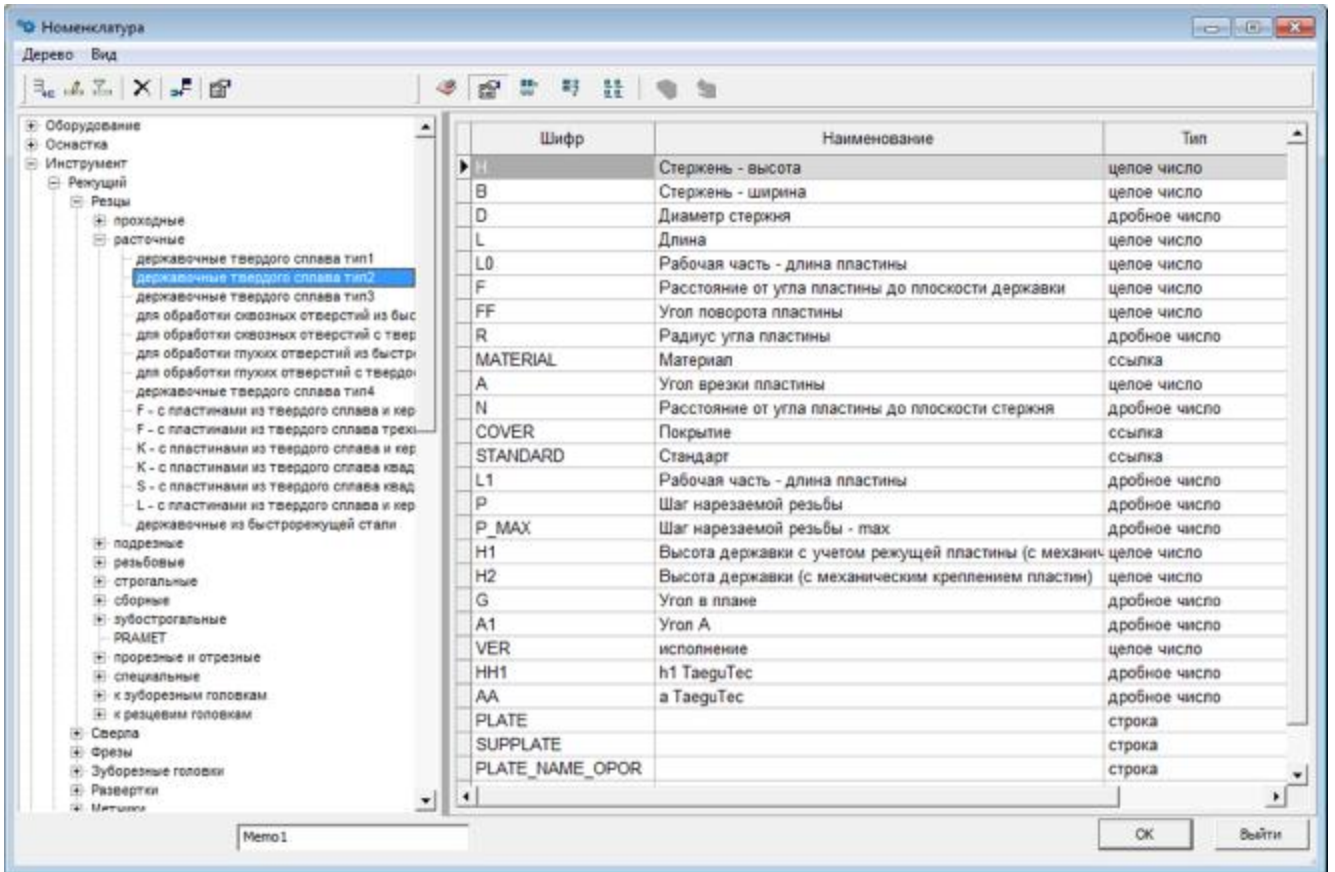 Номенклатура
Дерево Вид
Оборудование
Оснастка
Инструмент
Режущий
Резцы
проходные
расточные
державочные твердого сплава тип1
державочные твердого сплава тип2
державочные твердого сплава тип3
для обработки сквозных отверстий из быс
для обработки сквозных отверстий с твер
для обработки глухих отверстий из быстр
для обработки глухих отверстий с твердо
державочные твердого сплава тип4
F - с пластинами из твердого сплава и кер
F - с пластинами из твердого сплава трех
K - с пластинами из твердого сплава и кер
K - с пластинами из твердого сплава квад
S - с пластинами из твердого сплава квад
L - с пластинами из твердого сплава и кер
державочные из быстрорежущей стали
подрезные
резьбовые
строгальные
сборные
зубострогальные
PRAMET
прорезные и отрезные
специальные
к зуборезным головкам
к резцевим головкам
Сверла
Фрезы
Зуборезные головки
Развертки
Метчики
Шифр Наименование Тип
H Стержень - высота целое число
B Стержень - ширина целое число
D Диаметр стержня дробное число
L Длина целое число
L0 Рабочая часть - длина пластины целое число
F Расстояние от угла пластины до плоскости державки целое число
FF Угол поворота пластины целое число
R Радиус угла пластины дробное число
MATERIAL Материал ссылка
A Угол врезки пластины целое число
N Расстояние от угла пластины до плоскости стержня дробное число
COVER Покрытие ссылка
STANDARD Стандарт ссылка
L1 Рабочая часть - длина пластины дробное число
P Шаг нарезаемой резьбы дробное число
P_MAX Шаг нарезаемой резьбы - max дробное число
H1 Высота державки с учетом режущей пластины (с механич целое число
H2 Высота державки (с механическим креплением пластин) целое число
G Угол в плане дробное число
A1 Угол А дробное число
VER исполнение целое число
HH1 h1 TaeguTec дробное число
AA a TaeguTec дробное число
PLATE строка
SUPPLATE строка
PLATE_NAME_OPOR строка
Memo1
OK Выйти